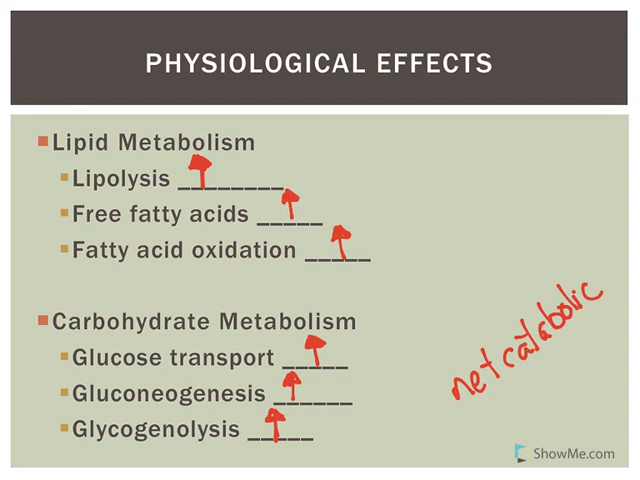 PHYSIOLOGICAL EFFECTS
Lipid Metabolism
Lipolysis ________
Free fatty acids _____
Fatty acid oxidation _____
Carbohydrate Metabolism
Glucose transport _____
Gluconeogenesis ______
Glycogenolysis _____
net catabolic
ShowMe.com